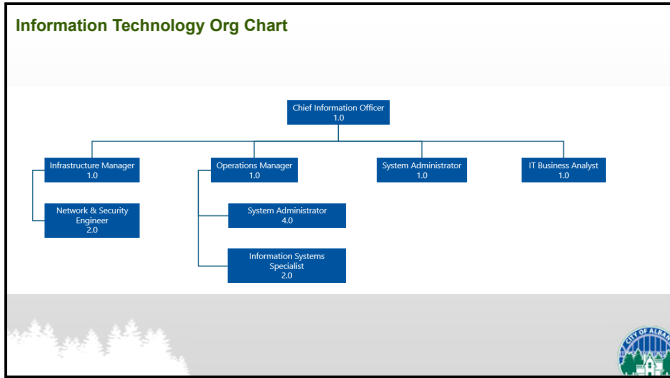 Information Technology Org Chart
Chief Information Officer
1.0
Infrastructure Manager
1.0
Operations Manager
1.0
System Administrator
1.0
IT Business Analyst
1.0
Network & Security
Engineer
2.0
System Administrator
4.0
Information Systems
Specialist
2.0
CITY OF